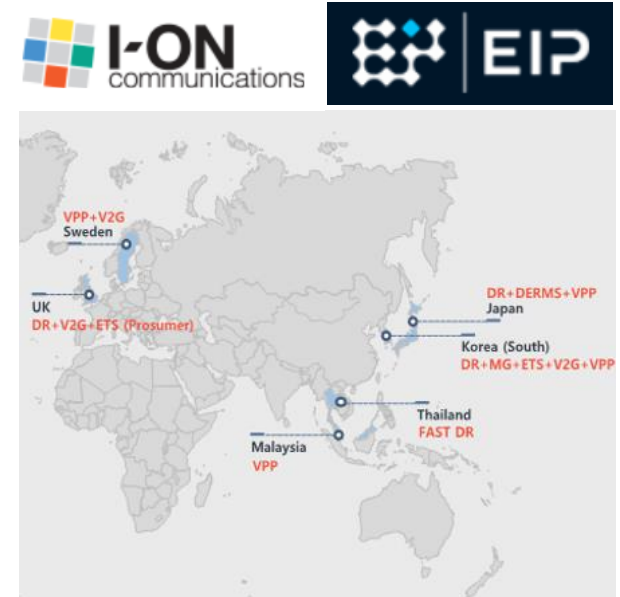 I-ON
communications
EIP
VPP+V2G
Sweden
UK
DR+V2G+ETS (Prosumer)
DR+DERMS+VPP
Japan
Korea (South)
DR+MG+ETS+V2G+VPP
Thailand
FAST DR
Malaysia
VPP